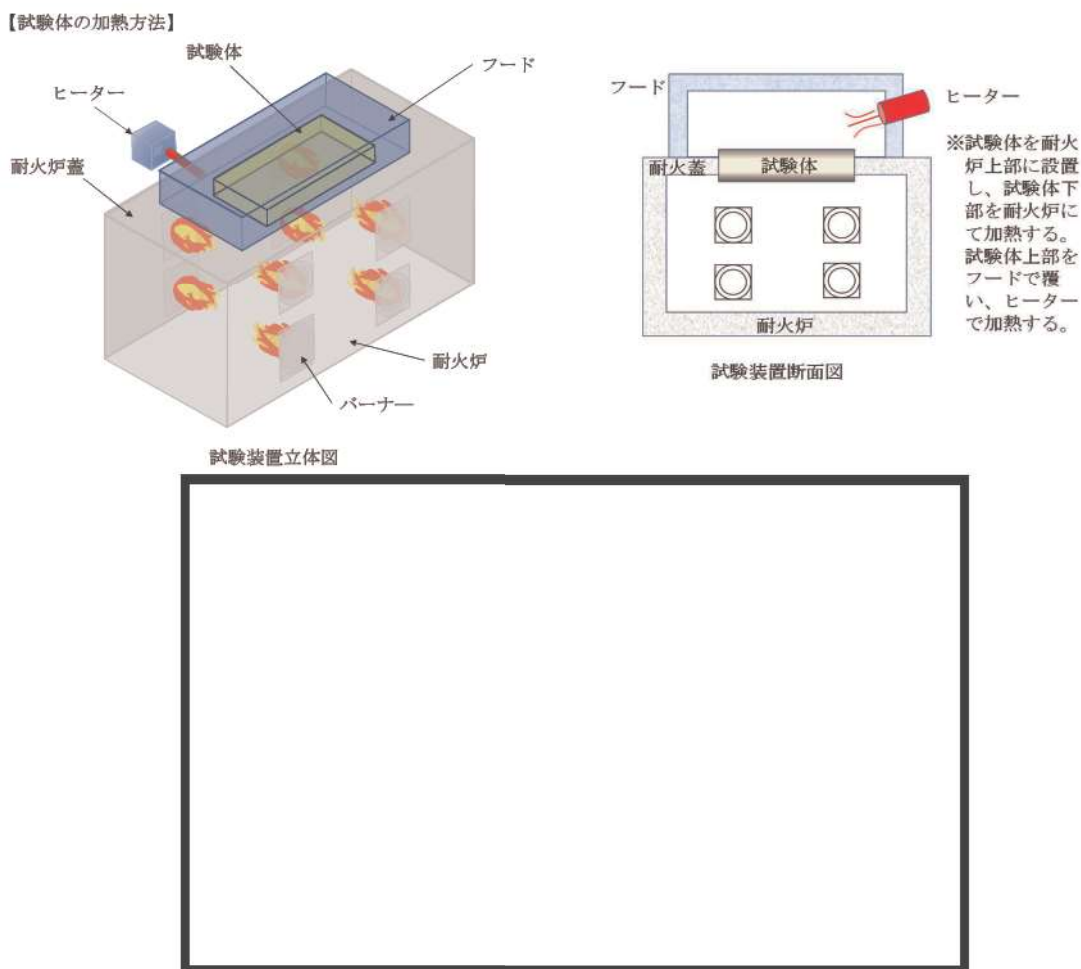 【試験体の加熱方法】
試験体
フード
ヒーター
耐火炉蓋
耐火炉
バーナー
試験装置立体図
フード
ヒーター
耐火蓋
試験体
耐火炉
試験装置断面図
※試験体を耐火
炉上部に設置
し、試験体下
部を耐火炉に
て加熱する。
試験体上部を
フードで覆
い、ヒーター
で加熱する。